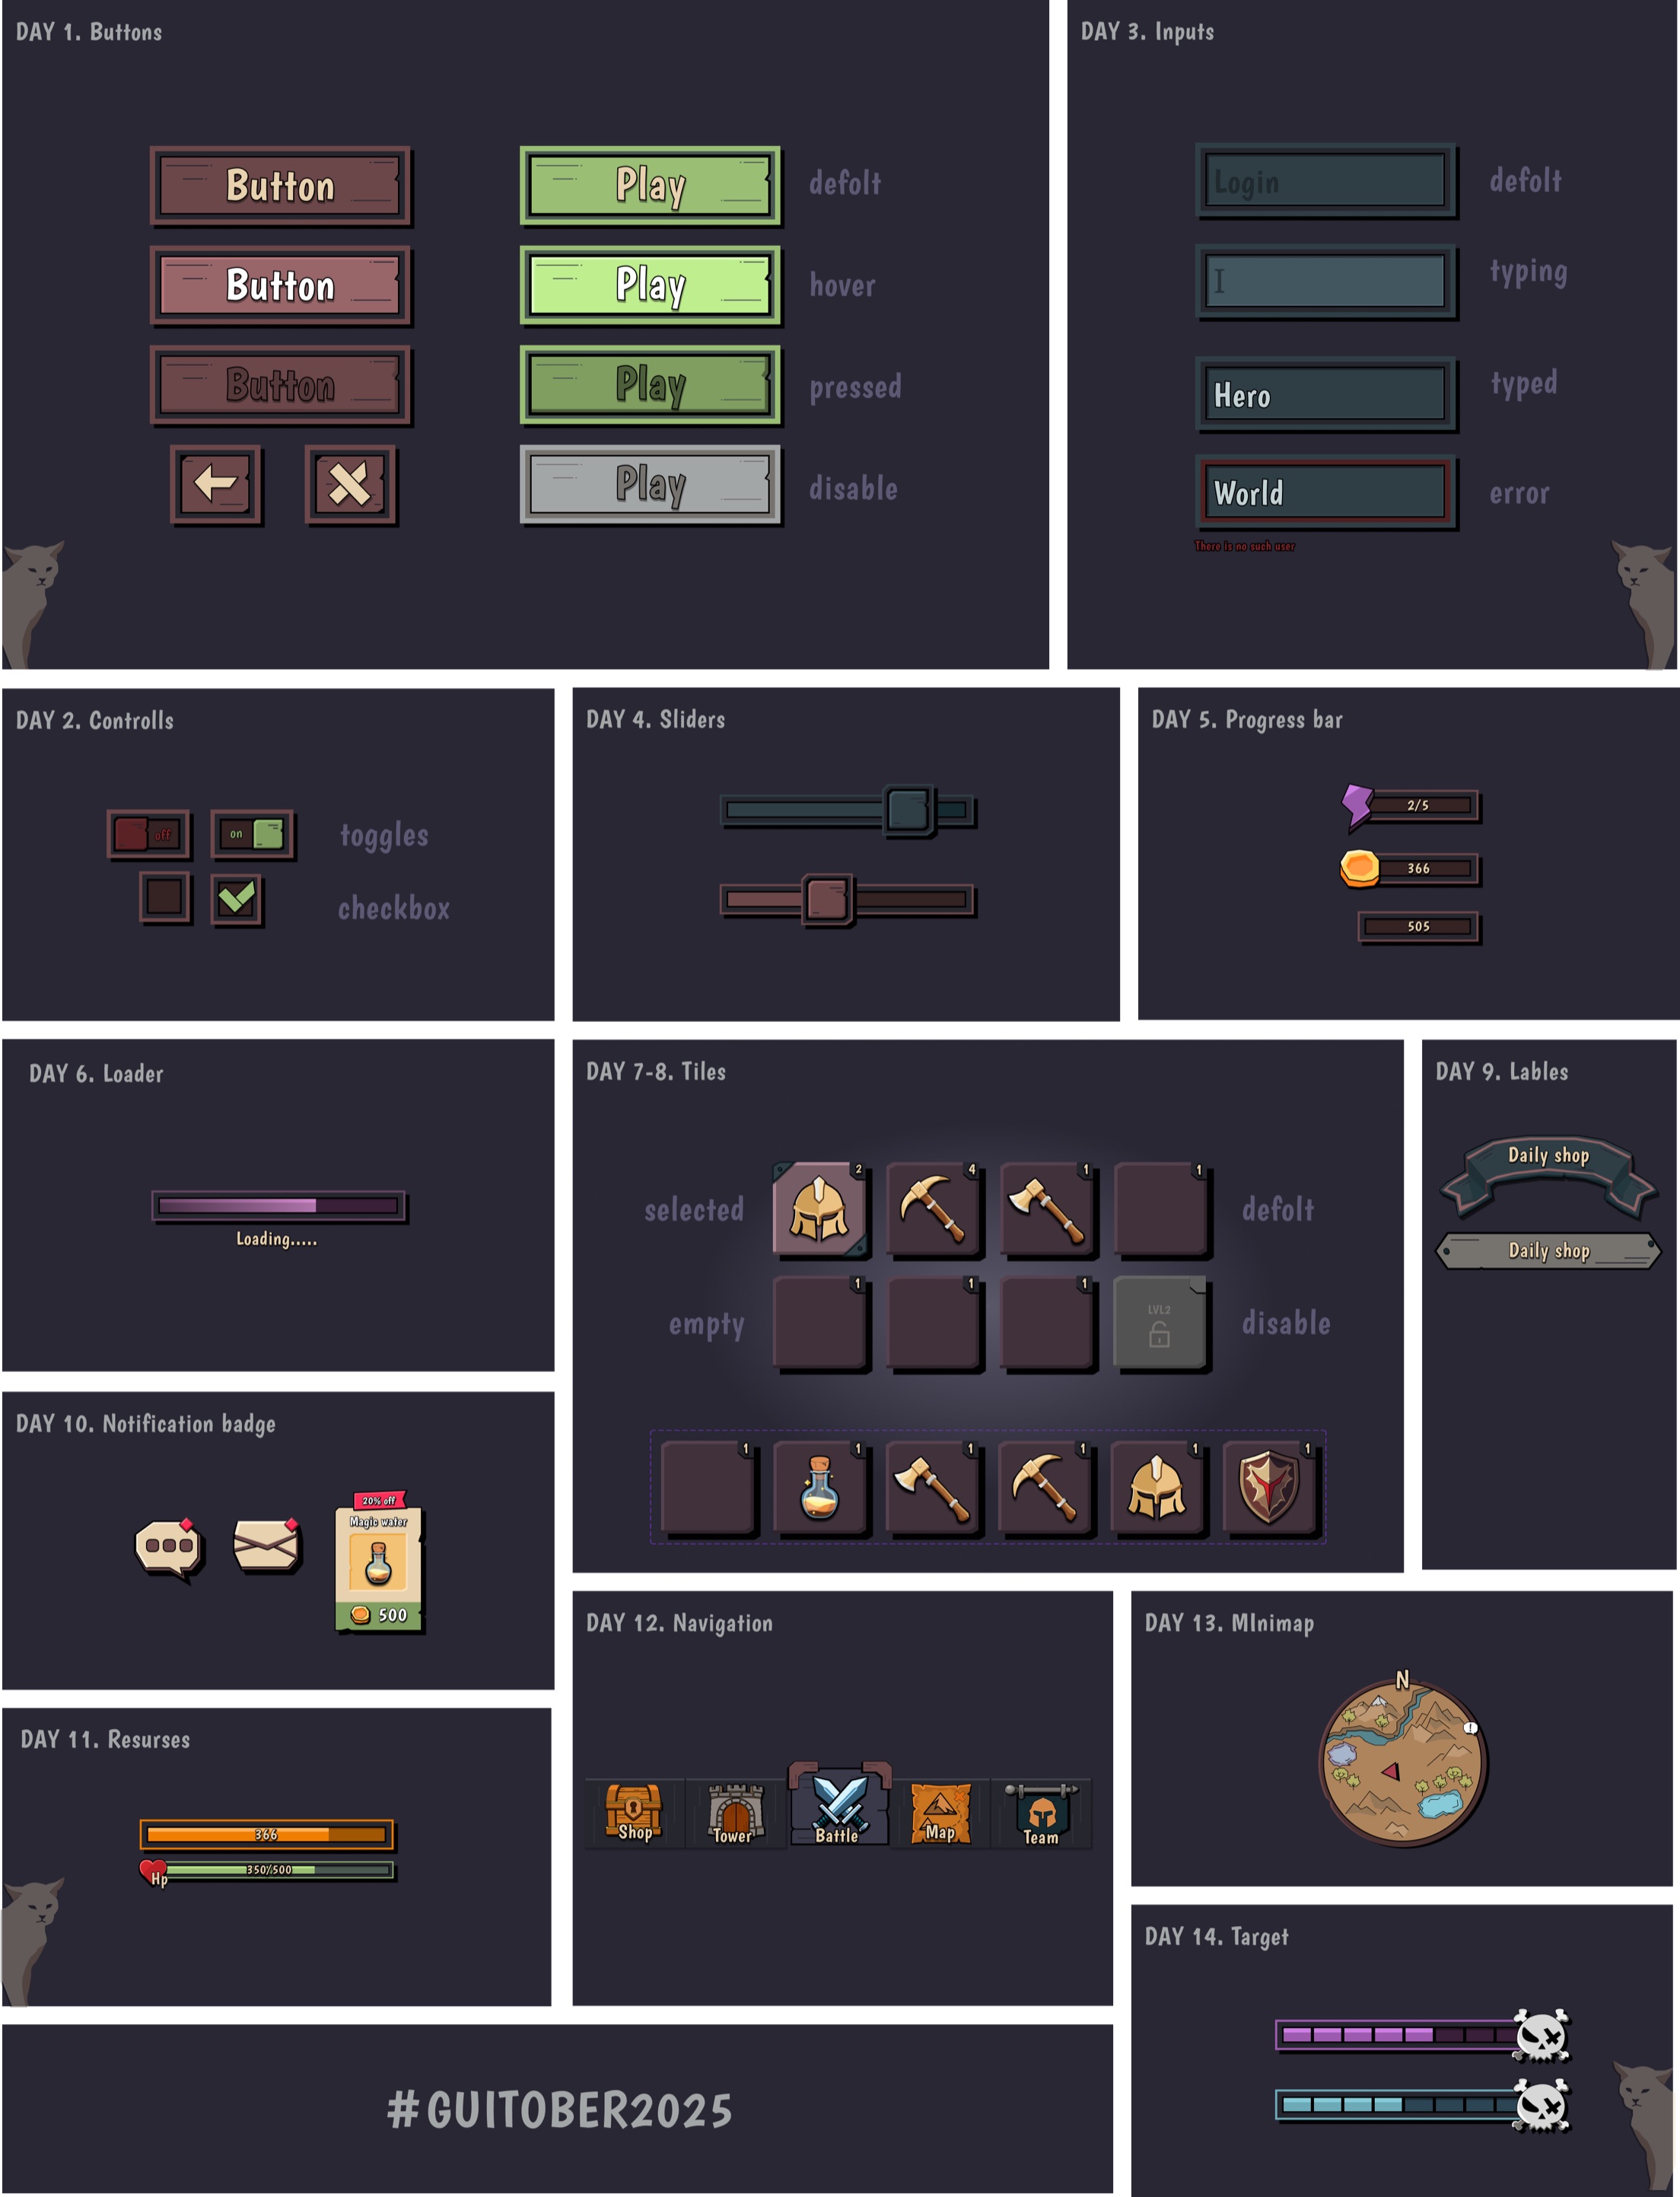 DAY 1. Buttons
Button
Play
defolt
Button
Play
hover
Button
Play
pressed
Play
disable
DAY 3. Inputs
Login
defolt
I
typing
Hero
typed
World
error
There is no such user
DAY 2. Controlls
off
on
toggles
checkbox
DAY 4. Sliders
DAY 5. Progress bar
2/5
366
505
DAY 6. Loader
Loading.....
DAY 7-8. Tiles
selected
2
4
1
1
defolt
empty
1
1
1
LVL2
disable
1
1
1
1
1
1
DAY 9. Lables
Daily shop
Daily shop
DAY 10. Notification badge
20% off
Magic water
500
DAY 11. Resurses
366
Hp
350/500
DAY 12. Navigation
Shop
Tower
Battle
Map
Team
DAY 13. MInimap
N
!
DAY 14. Target
#GUITOBER2025